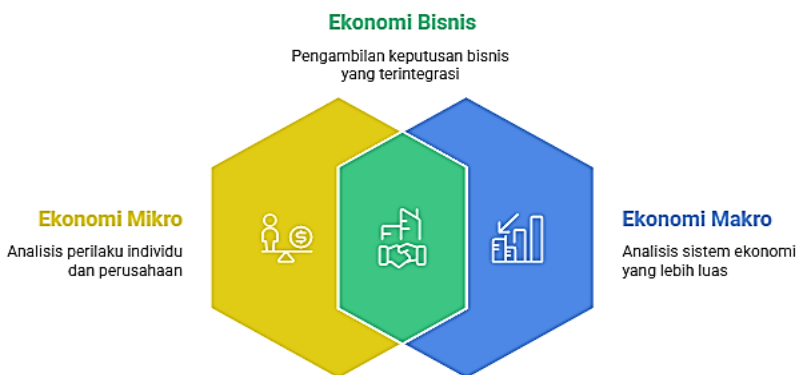 Ekonomi Bisnis
Pengambilan keputusan bisnis
yang terintegrasi
Ekonomi Mikro
Analisis perilaku individu
dan perusahaan
Ekonomi Makro
Analisis sistem ekonomi
yang lebih luas